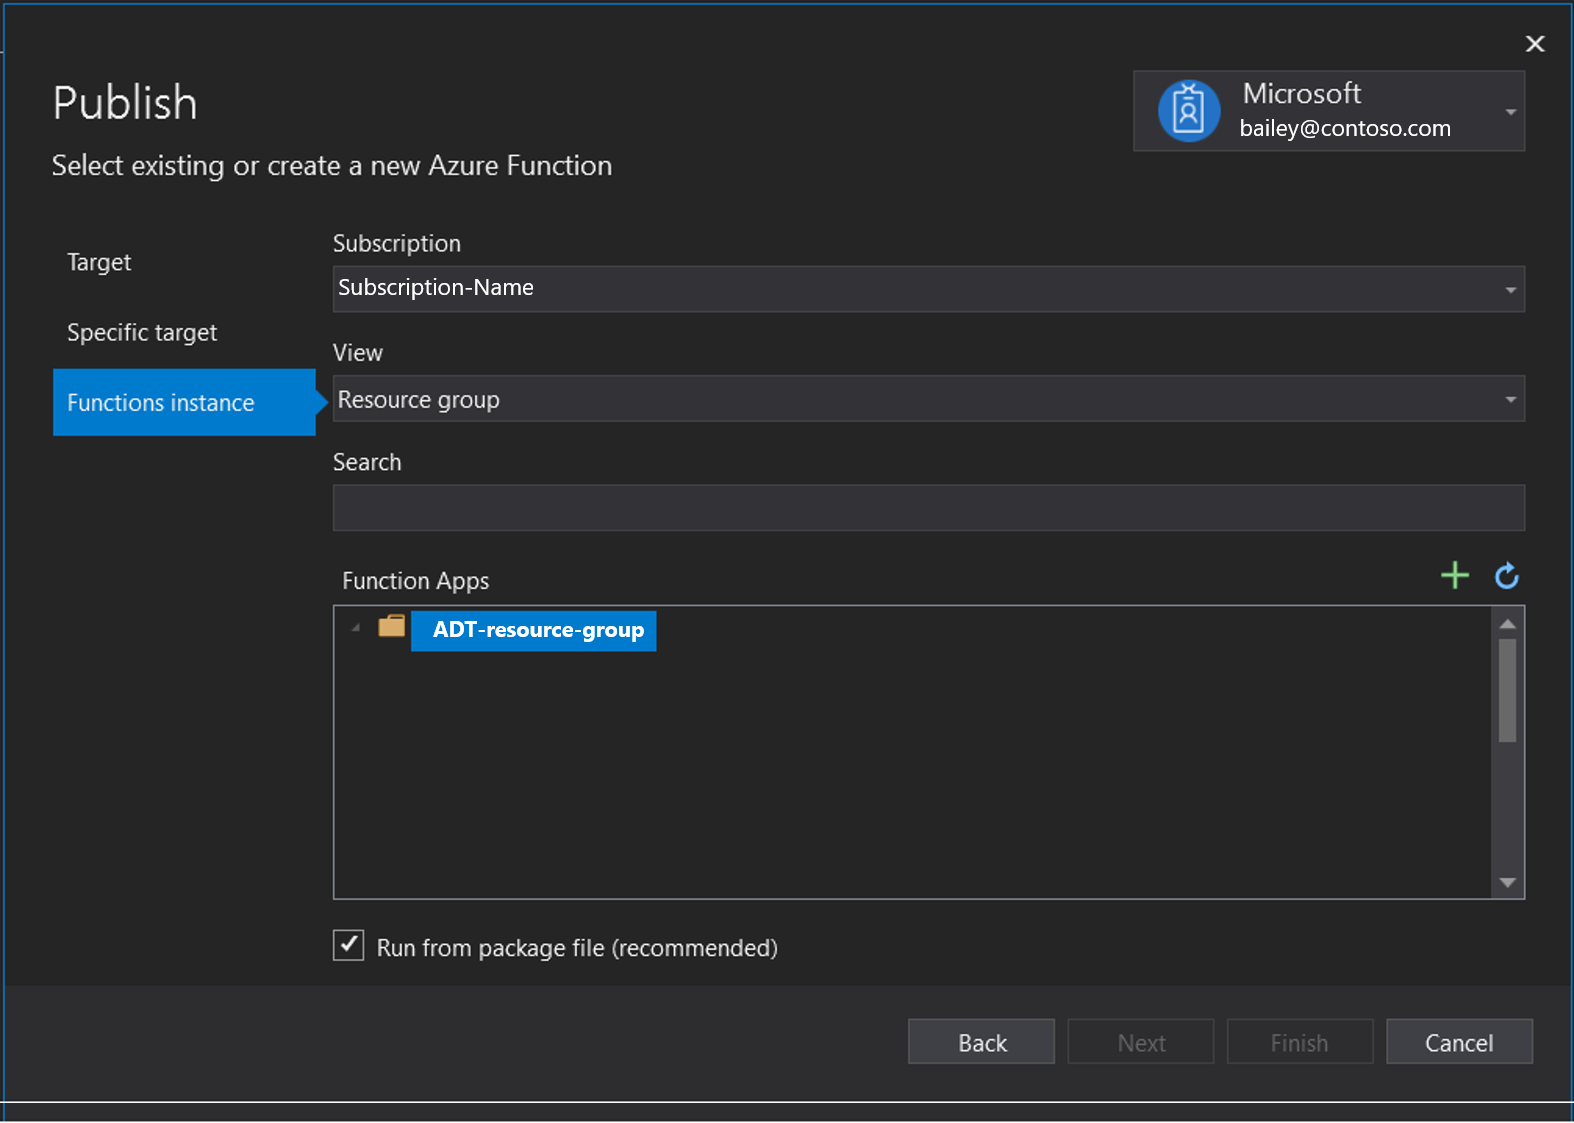 Publish
Select existing or create a new Azure Function
Microsoft
bailey@contoso.com
Target
Specific target
Functions instance
Subscription
Subscription-Name
View
Resource group
Search
Function Apps
ADT-resource-group
Run from package file (recommended)
Back
Next
Finish
Cancel